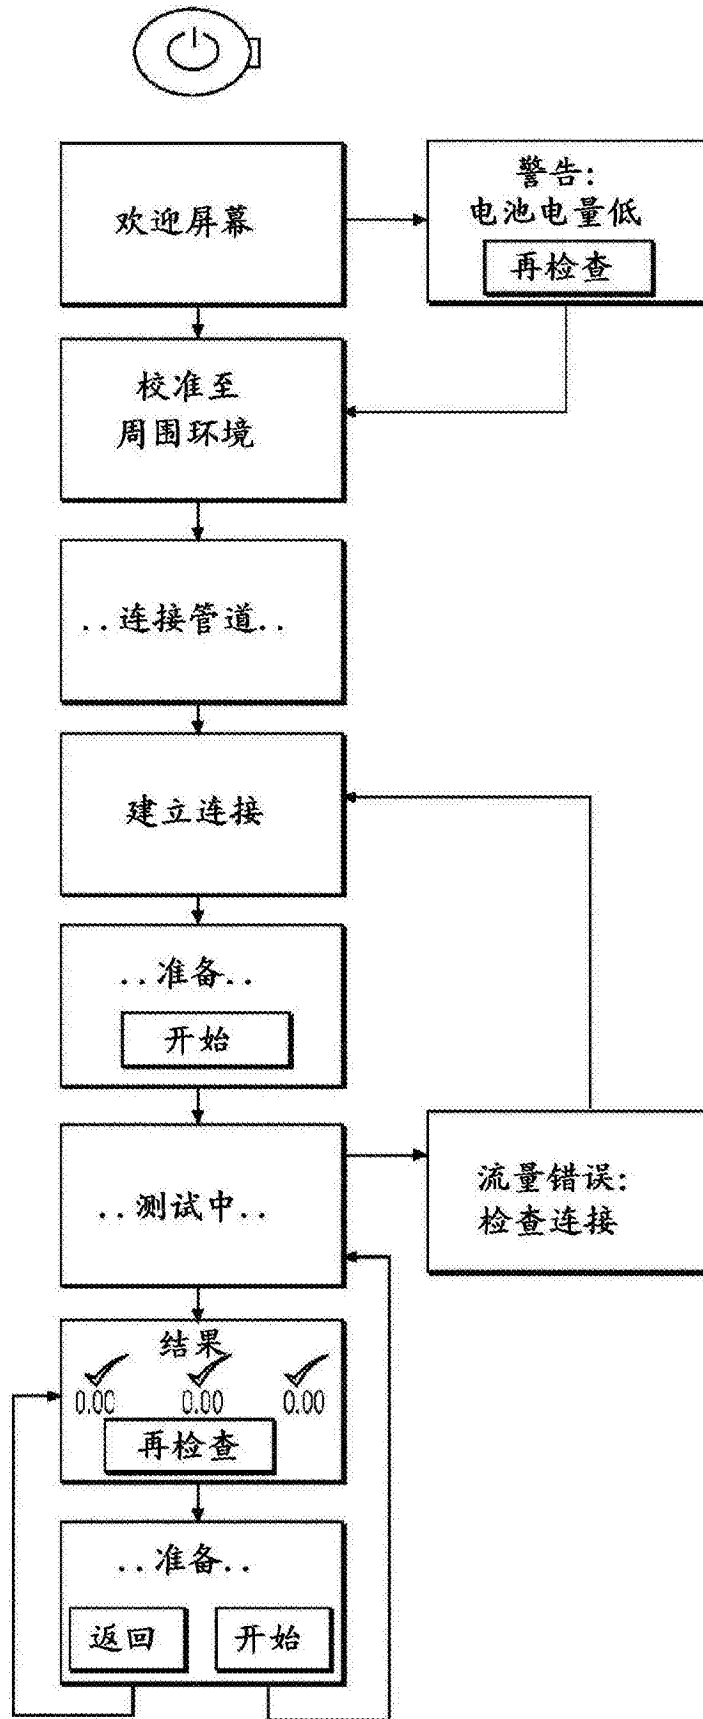 欢迎屏幕
警告:
电池电量低
再检查
校准至
周围环境
..连接管道..
建立连接
..准备..
开始
..测试中..
流量错误:
检查连接
结果
0.00 0.00 0.00
再检查
..准备..
返回 开始